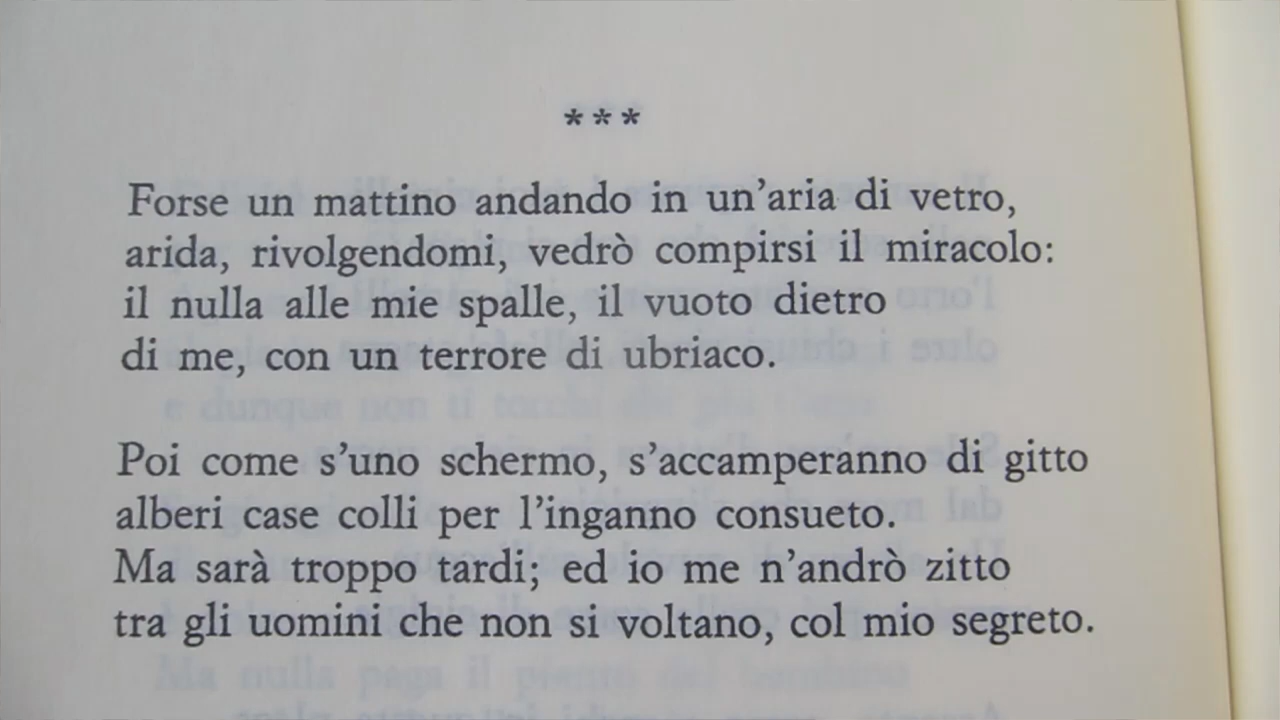 ***
Forse un mattino andando in un'aria di vetro,
arida, rivolgendomi, vedrò compirsi il miracolo:
il nulla alle mie spalle, il vuoto dietro
di me, con un terrore di ubriaco.
Poi come s'uno schermo, s'accamperanno di gitto
alberi case colli per l'inganno consueto.
Ma sarà troppo tardi; ed io me n'andrò zitto
tra gli uomini che non si voltano, col mio segreto.